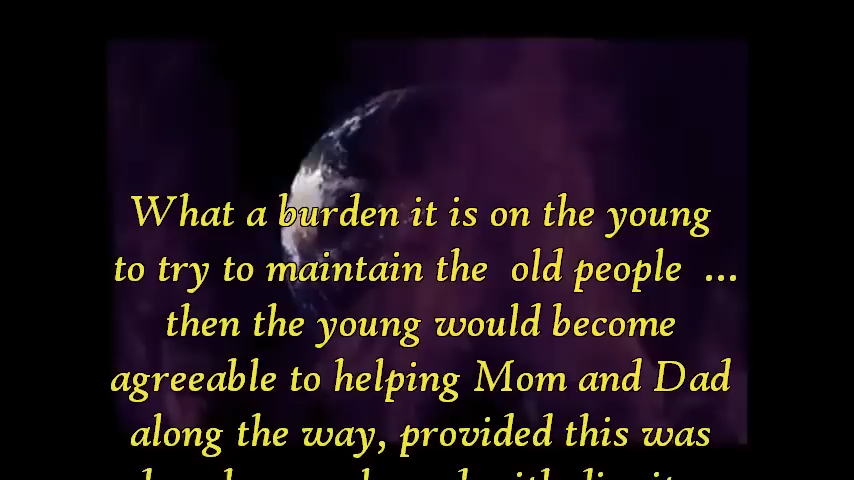 What a burden it is on the young
to try to maintain the  old people  ...
then the young would become
agreeable to helping Mom and Dad
along the way, provided this was